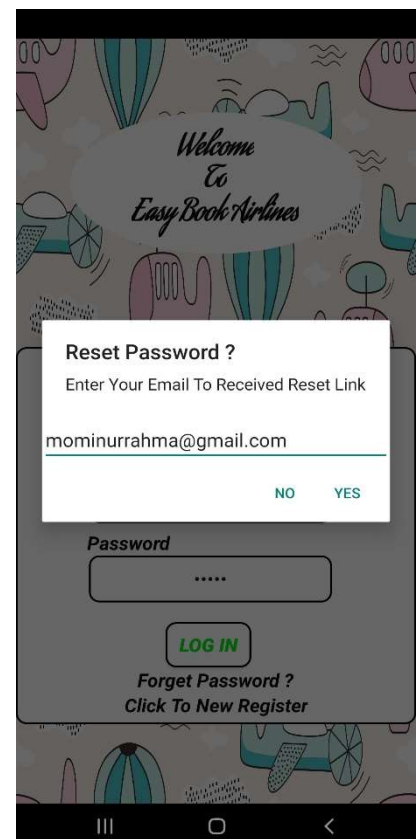 Welcome
To
Easy Book Airlines
Reset Password ?
Enter Your Email To Received Reset Link
mominurrahma@gmail.com
NO YES
Password
•••••
LOG IN
Forget Password ?
Click To New Register